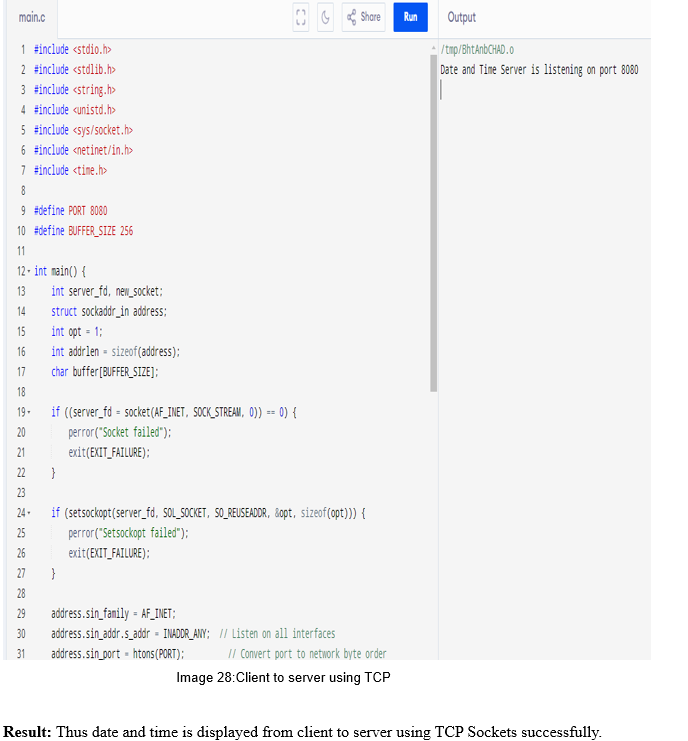 main.c
Share
Run
Output
1 #include <stdio.h>
2 #include <stdlib.h>
3 #include <string.h>
4 #include <unistd.h>
5 #include <sys/socket.h>
6 #include <netinet/in.h>
7 #include <time.h>
8
9 #define PORT 8080
10 #define BUFFER_SIZE 256
11
12 int main() {
13     int server_fd, new_socket;
14     struct sockaddr_in address;
15     int opt = 1;
16     int addrlen = sizeof(address);
17     char buffer[BUFFER_SIZE];
18
19     if ((server_fd = socket(AF_INET, SOCK_STREAM, 0)) == 0) {
20         perror("Socket failed");
21         exit(EXIT_FAILURE);
22     }
23
24     if (setsockopt(server_fd, SOL_SOCKET, SO_REUSEADDR, &opt, sizeof(opt))) {
25         perror("Setsockopt failed");
26         exit(EXIT_FAILURE);
27     }
28
29     address.sin_family = AF_INET;
30     address.sin_addr.s_addr = INADDR_ANY;  // Listen on all interfaces
31     address.sin_port = htons(PORT);        // Convert port to network byte order
/tmp/BhtAnbCHAD.o
Date and Time Server is listening on port 8080
Image 28:Client to server using TCP
Result: Thus date and time is displayed from client to server using TCP Sockets successfully.